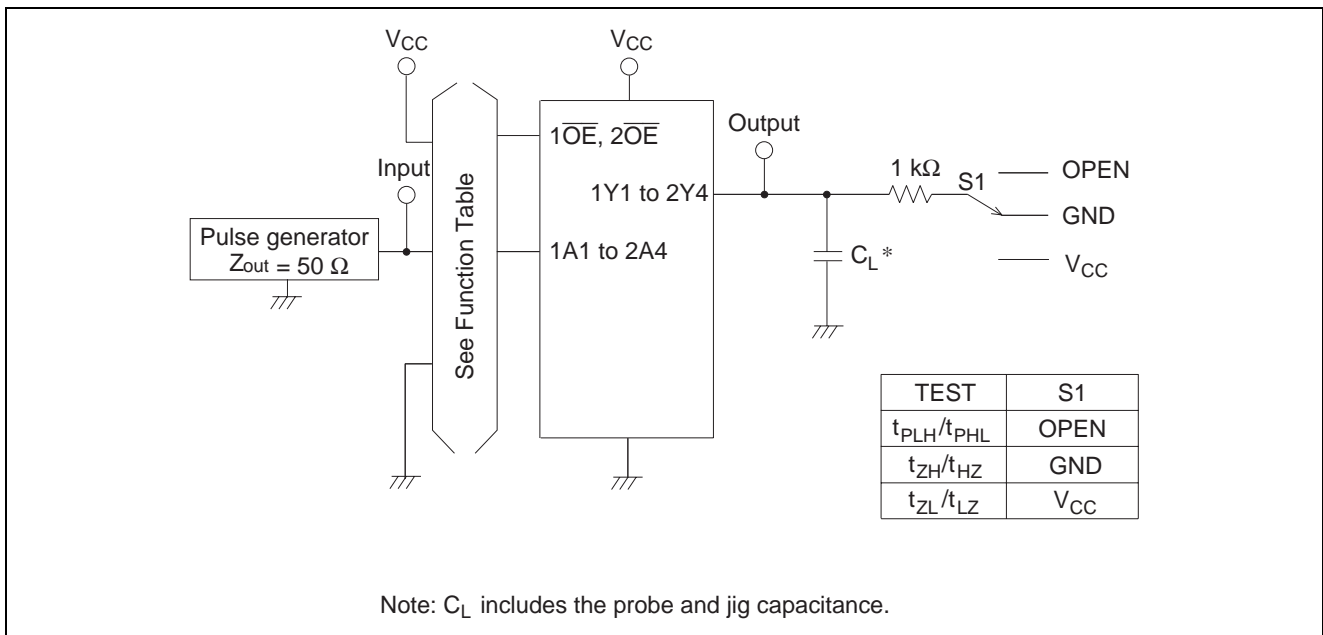 VCC
VCC
Input
Pulse generator
Zout = 50 Ω
See Function Table
1O̅E̅, 2O̅E̅
1Y1 to 2Y4
1A1 to 2A4
Output
1 kΩ
S1
OPEN
GND
VCC
CL*
TEST S1
tPLH/tPHL OPEN
tZH/tHZ GND
tZL/tLZ VCC
Note: CL includes the probe and jig capacitance.